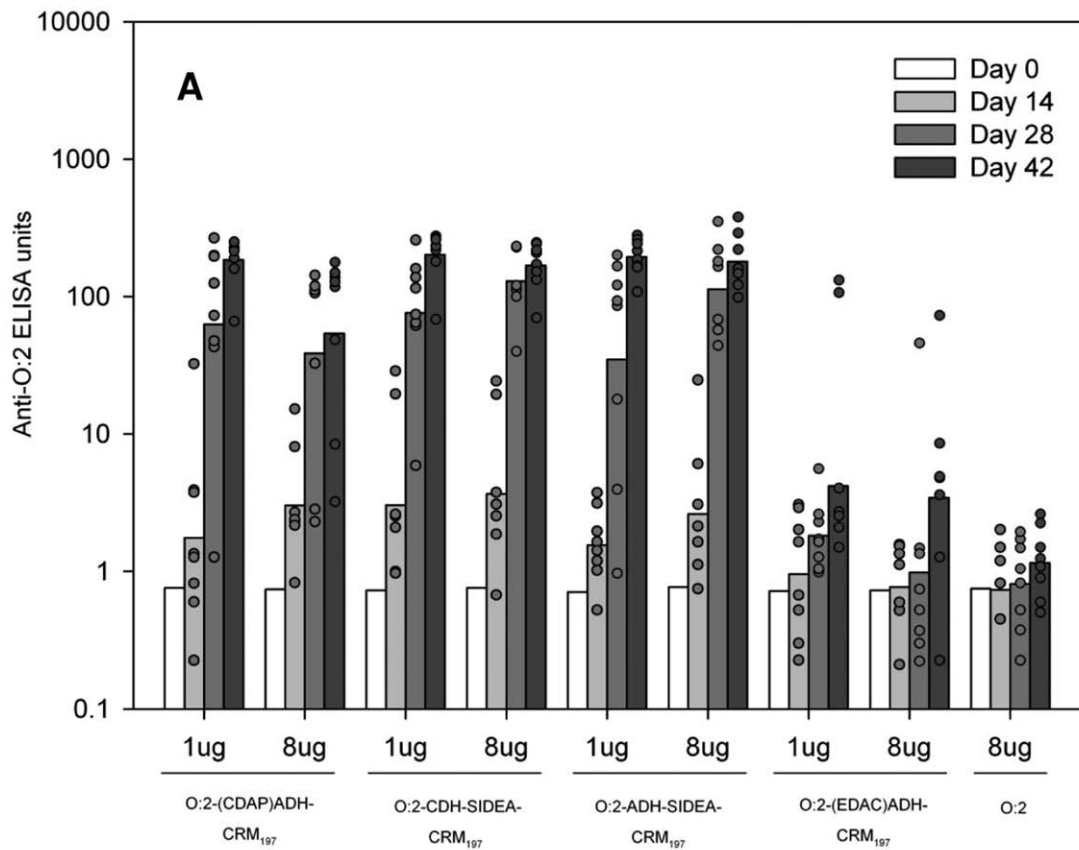 A
Day 0
Day 14
Day 28
Day 42
Anti-O:2 ELISA units
10000
1000
100
10
1
0.1
1ug 8ug 1ug 8ug 1ug 8ug 1ug 8ug 8ug
O:2-(CDAP)ADH- O:2-CDH-SIDEA- O:2-ADH-SIDEA- O:2-(EDAC)ADH- O:2
CRM197 CRM197 CRM197 CRM197